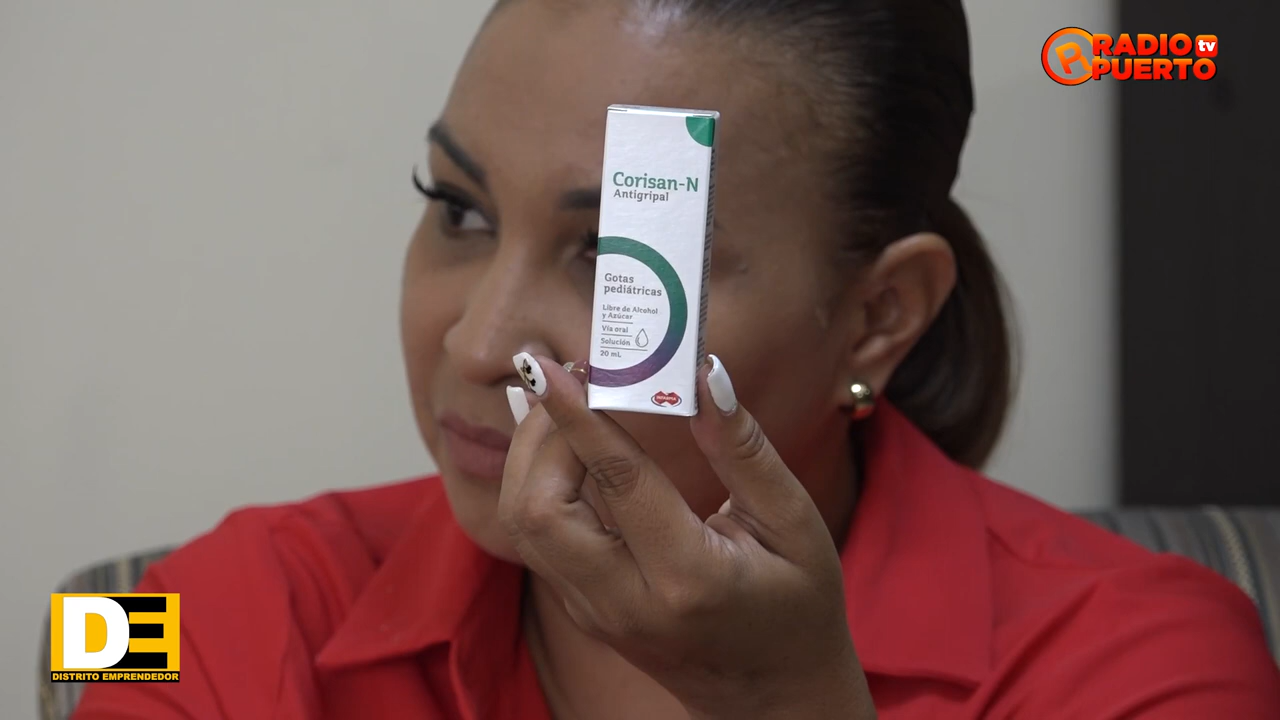 RADIO tv
PUERTO
Corisan-N
Antigripal
Gotas
pediátricas
Libre de Alcohol
y Azúcar
Vía oral
Solución
20 mL
DE
DISTRITO EMPRENDEDOR